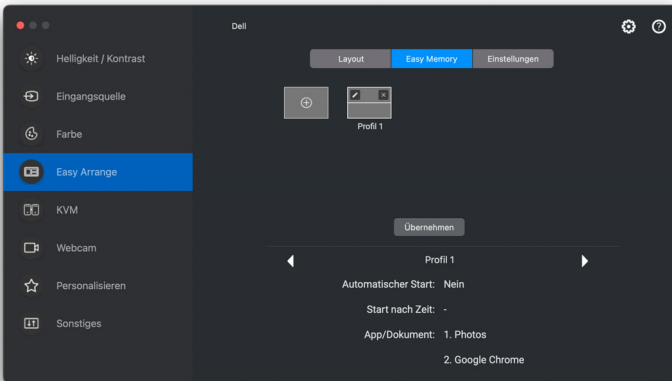 Dell
Helligkeit / Kontrast
Eingangsquelle
Farbe
Easy Arrange
KVM
Webcam
Personalisieren
Sonstiges
Layout
Easy Memory
Einstellungen
Profil 1
Übernehmen
Profil 1
Automatischer Start: Nein
Start nach Zeit: -
App/Dokument: 1. Photos
2. Google Chrome